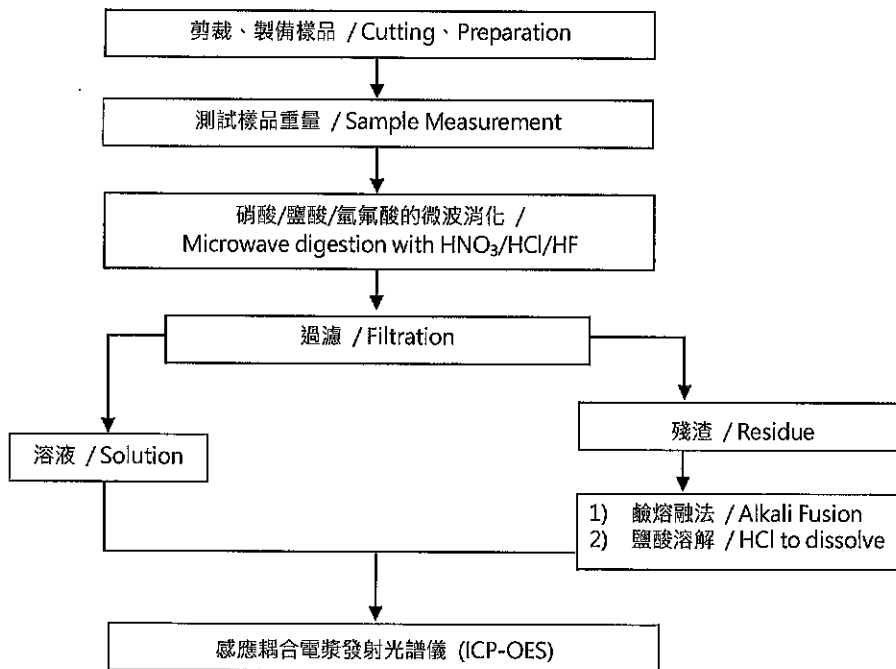 剪裁、製備樣品 / Cutting、Preparation
測試樣品重量 / Sample Measurement
硝酸/鹽酸/氫氟酸的微波消化 /
Microwave digestion with HNO₃/HCl/HF
過濾 / Filtration
溶液 / Solution
殘渣 / Residue
1) 鹼熔融法 / Alkali Fusion
2) 鹽酸溶解 / HCl to dissolve
感應耦合電漿發射光譜儀 (ICP-OES)